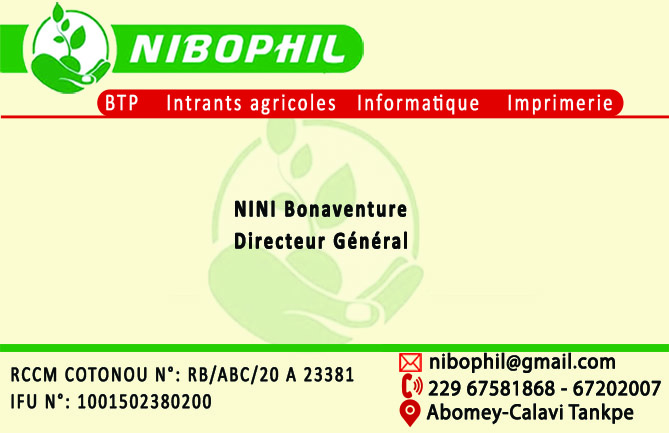 NIBOPHIL
BTP Intrants agricoles Informatique Imprimerie
NINI Bonaventure
Directeur Général
RCCM COTONOU N°: RB/ABC/20 A 23381
IFU N°: 1001502380200
nibophil@gmail.com
229 67581868 - 67202007
Abomey-Calavi Tankpe